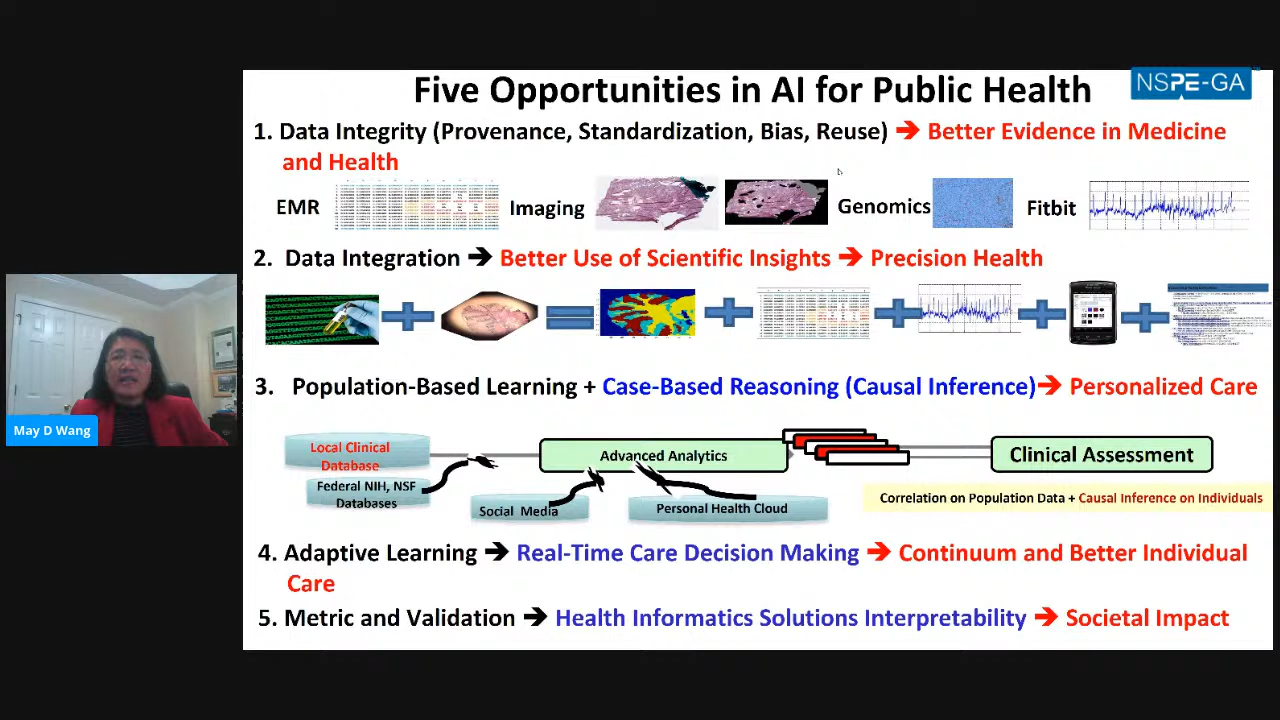 Five Opportunities in AI for Public Health
NSPE-GA
1. Data Integrity (Provenance, Standardization, Bias, Reuse) ➔ Better Evidence in Medicine
and Health
EMR
Imaging
Genomics
Fitbit
2. Data Integration ➔ Better Use of Scientific Insights ➔ Precision Health
3. Population-Based Learning + Case-Based Reasoning (Causal Inference)➔ Personalized Care
May D Wang
Local Clinical
Database
Advanced Analytics
Clinical Assessment
Federal NIH, NSF
Databases
Social Media
Personal Health Cloud
Correlation on Population Data + Causal Inference on Individuals
4. Adaptive Learning ➔ Real-Time Care Decision Making ➔ Continuum and Better Individual
Care
5. Metric and Validation ➔ Health Informatics Solutions Interpretability ➔ Societal Impact